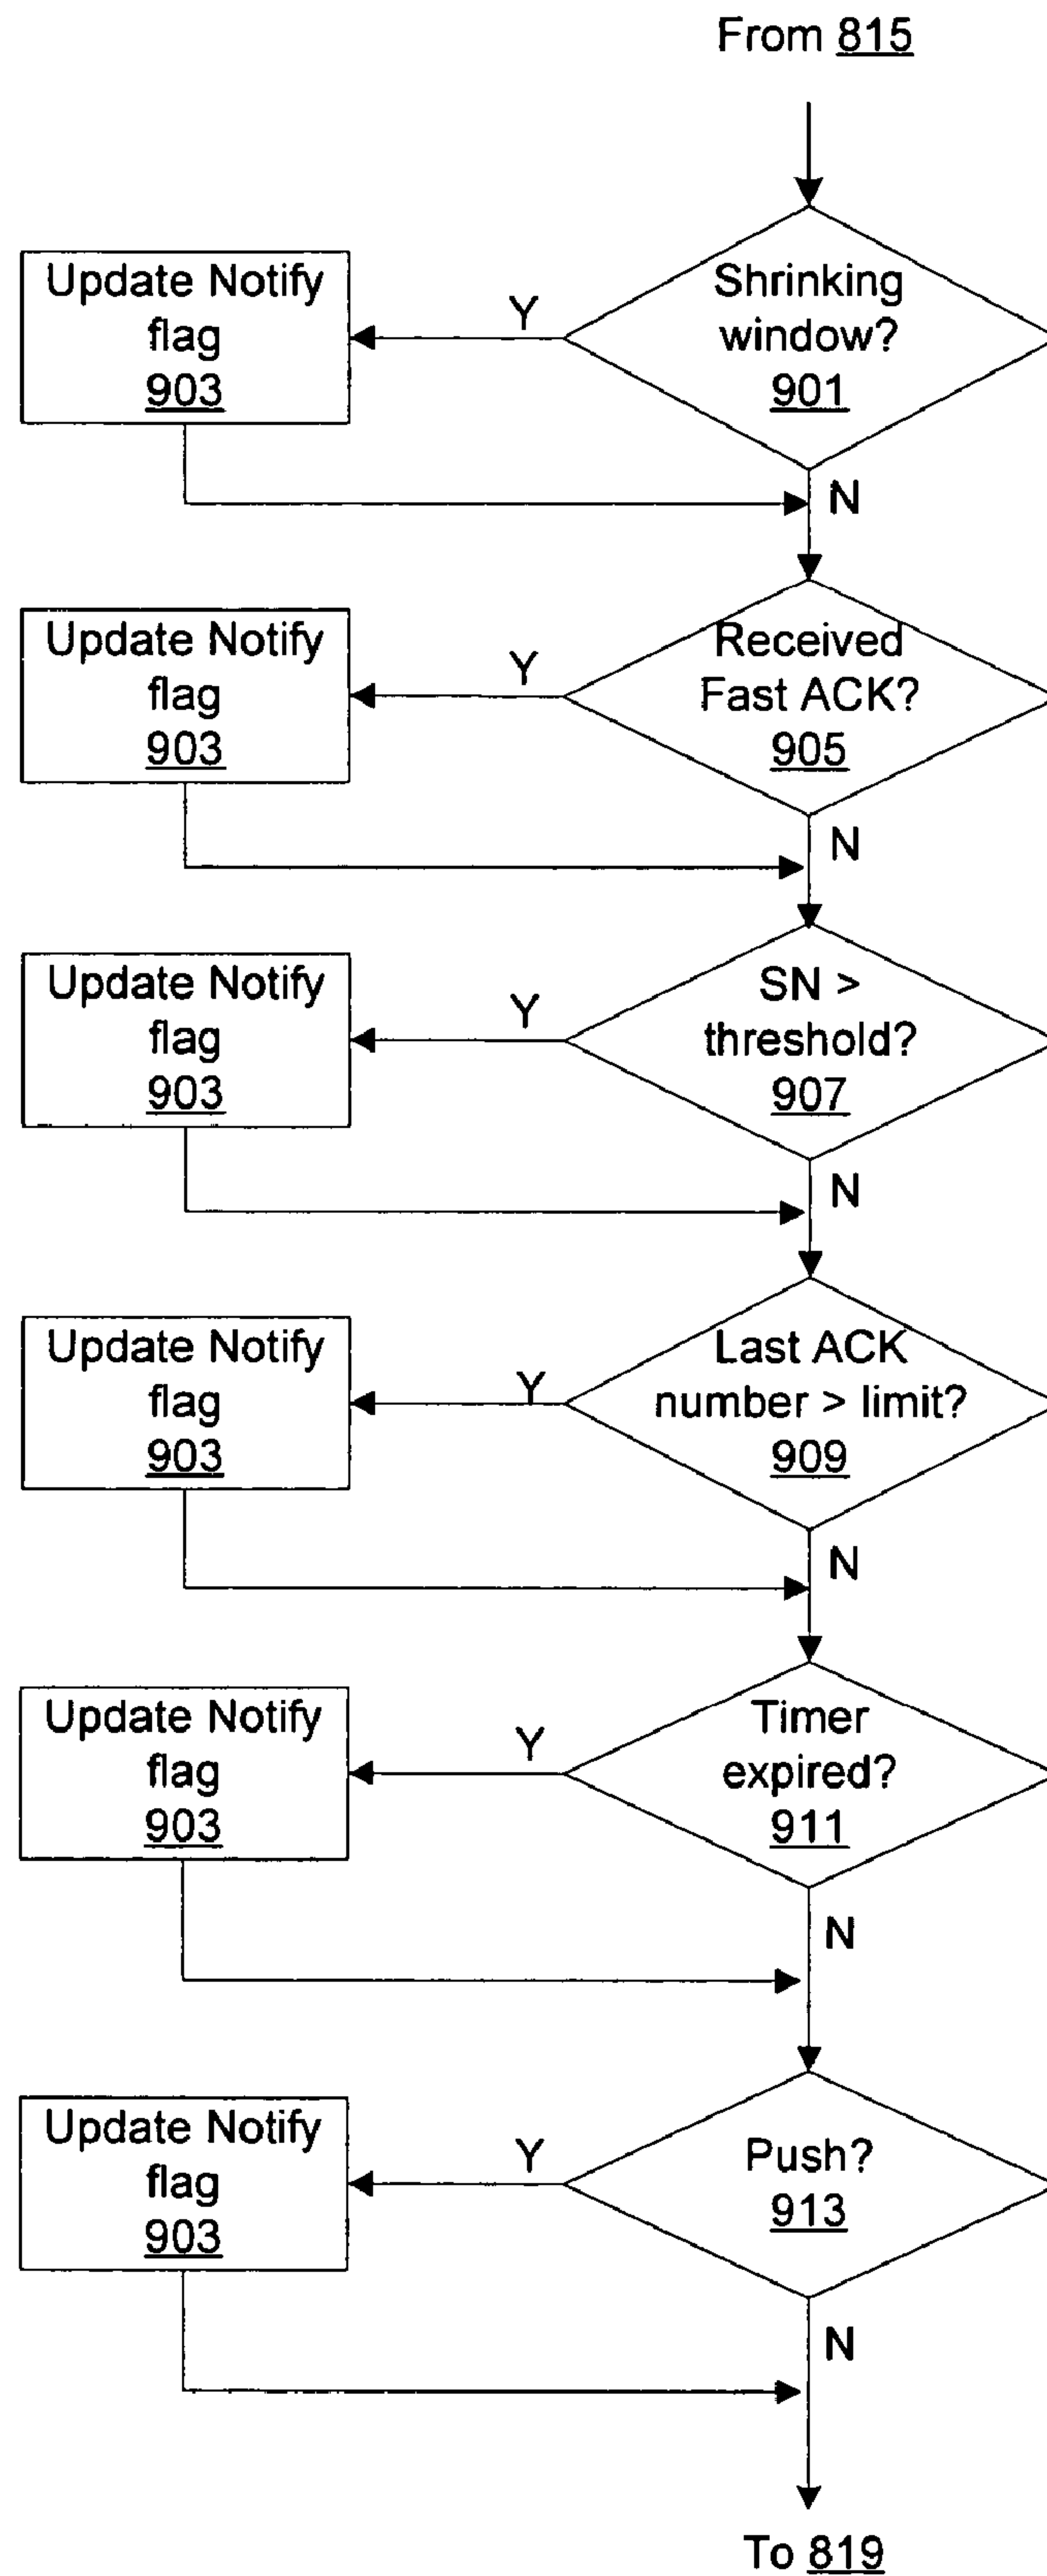 From 815
Shrinking
window?
901
Y
Update Notify
flag
903
N
Received
Fast ACK?
905
Y
Update Notify
flag
903
N
SN >
threshold?
907
Y
Update Notify
flag
903
N
Last ACK
number > limit?
909
Y
Update Notify
flag
903
N
Timer
expired?
911
Y
Update Notify
flag
903
N
Push?
913
Y
Update Notify
flag
903
N
To 819